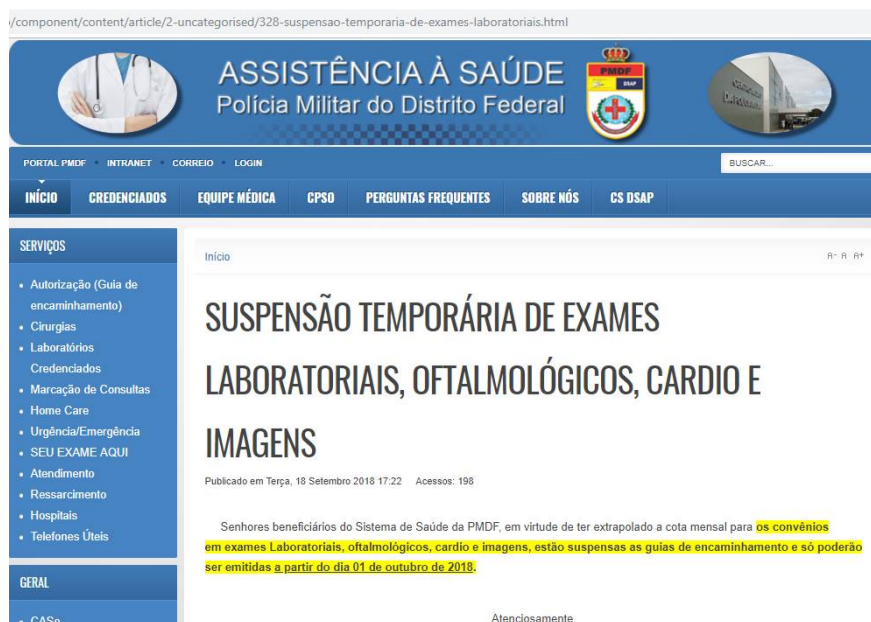 /component/content/article/2-uncategorised/328-suspensao-temporaria-de-exames-laboratoriais.html
ASSISTÊNCIA À SAÚDE
Polícia Militar do Distrito Federal
PMDF
DSAP
PORTAL PMDF INTRANET CORREIO LOGIN
BUSCAR...
INÍCIO CREDENCIADOS EQUIPE MÉDICA CPSO PERGUNTAS FREQUENTES SOBRE NÓS CS DSAP
SERVIÇOS
• Autorização (Guia de
encaminhamento)
• Cirurgias
• Laboratórios
Credenciados
• Marcação de Consultas
• Home Care
• Urgência/Emergência
• SEU EXAME AQUI
• Atendimento
• Ressarcimento
• Hospitais
• Telefones Úteis
GERAL
• CASo
Início
A- A A+
SUSPENSÃO TEMPORÁRIA DE EXAMES
LABORATORIAIS, OFTALMOLÓGICOS, CARDIO E
IMAGENS
Publicado em Terça, 18 Setembro 2018 17:22 Acessos: 198
Senhores beneficiários do Sistema de Saúde da PMDF, em virtude de ter extrapolado a cota mensal para os convênios
em exames Laboratoriais, oftalmológicos, cardio e imagens, estão suspensas as guias de encaminhamento e só poderão
ser emitidas a partir do dia 01 de outubro de 2018.
Atenciosamente